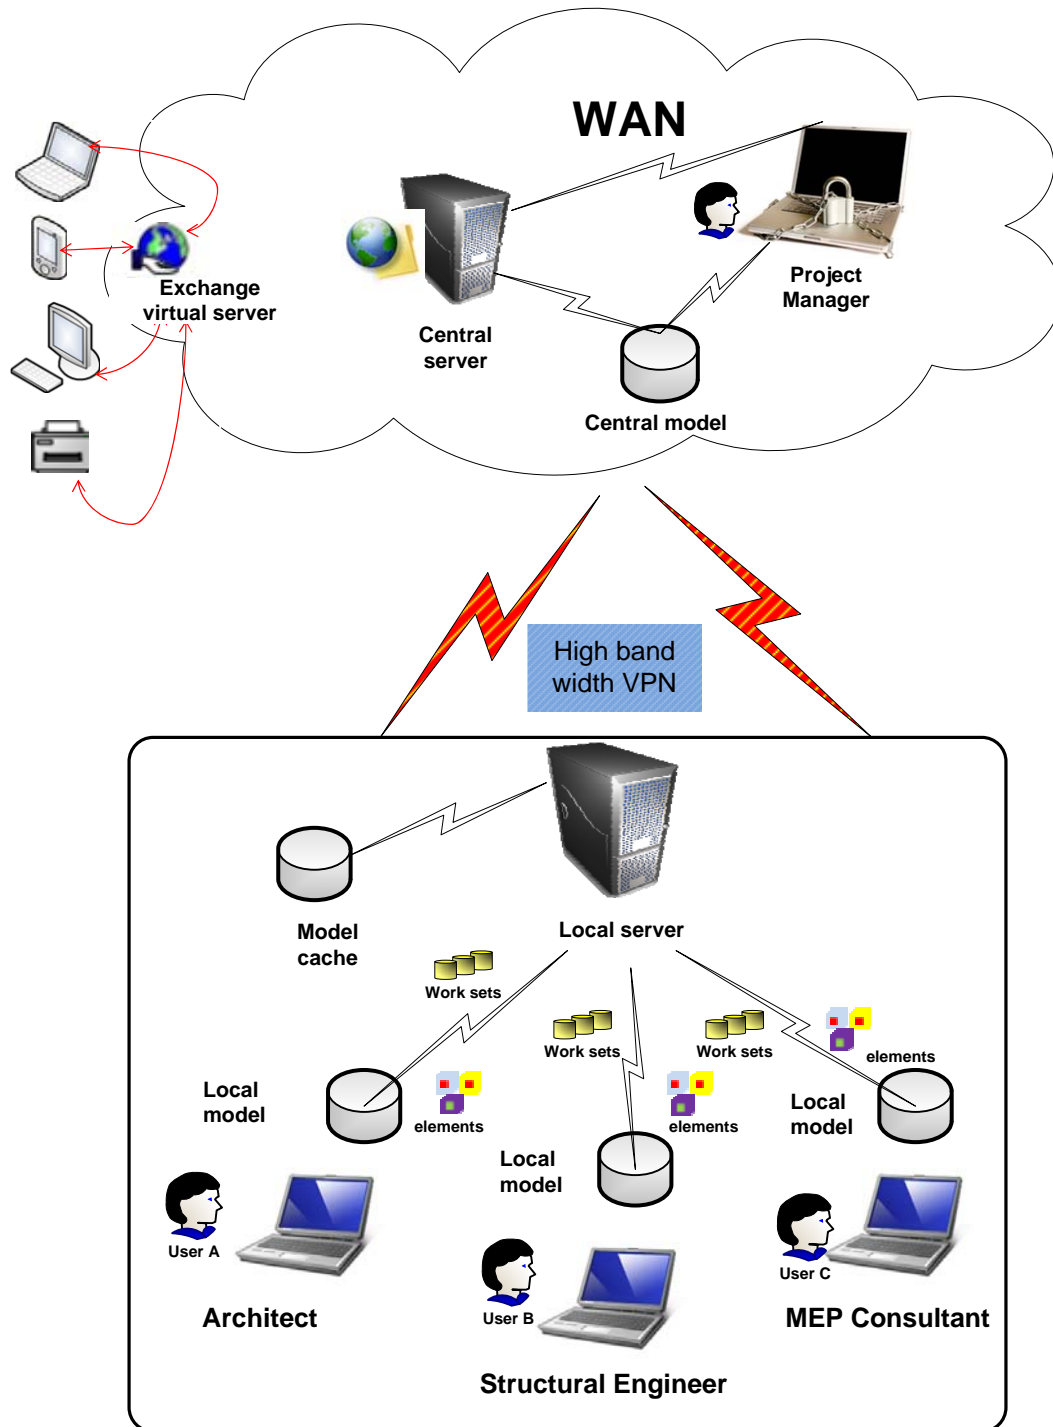 WAN
Exchange
virtual server
Central
server
Project
Manager
Central model
High band
width VPN
Model
cache
Local server
Work sets
Work sets
Work sets
elements
Local
model
elements
elements
Local
model
Local
model
User A
User B
User C
Architect
MEP Consultant
Structural Engineer